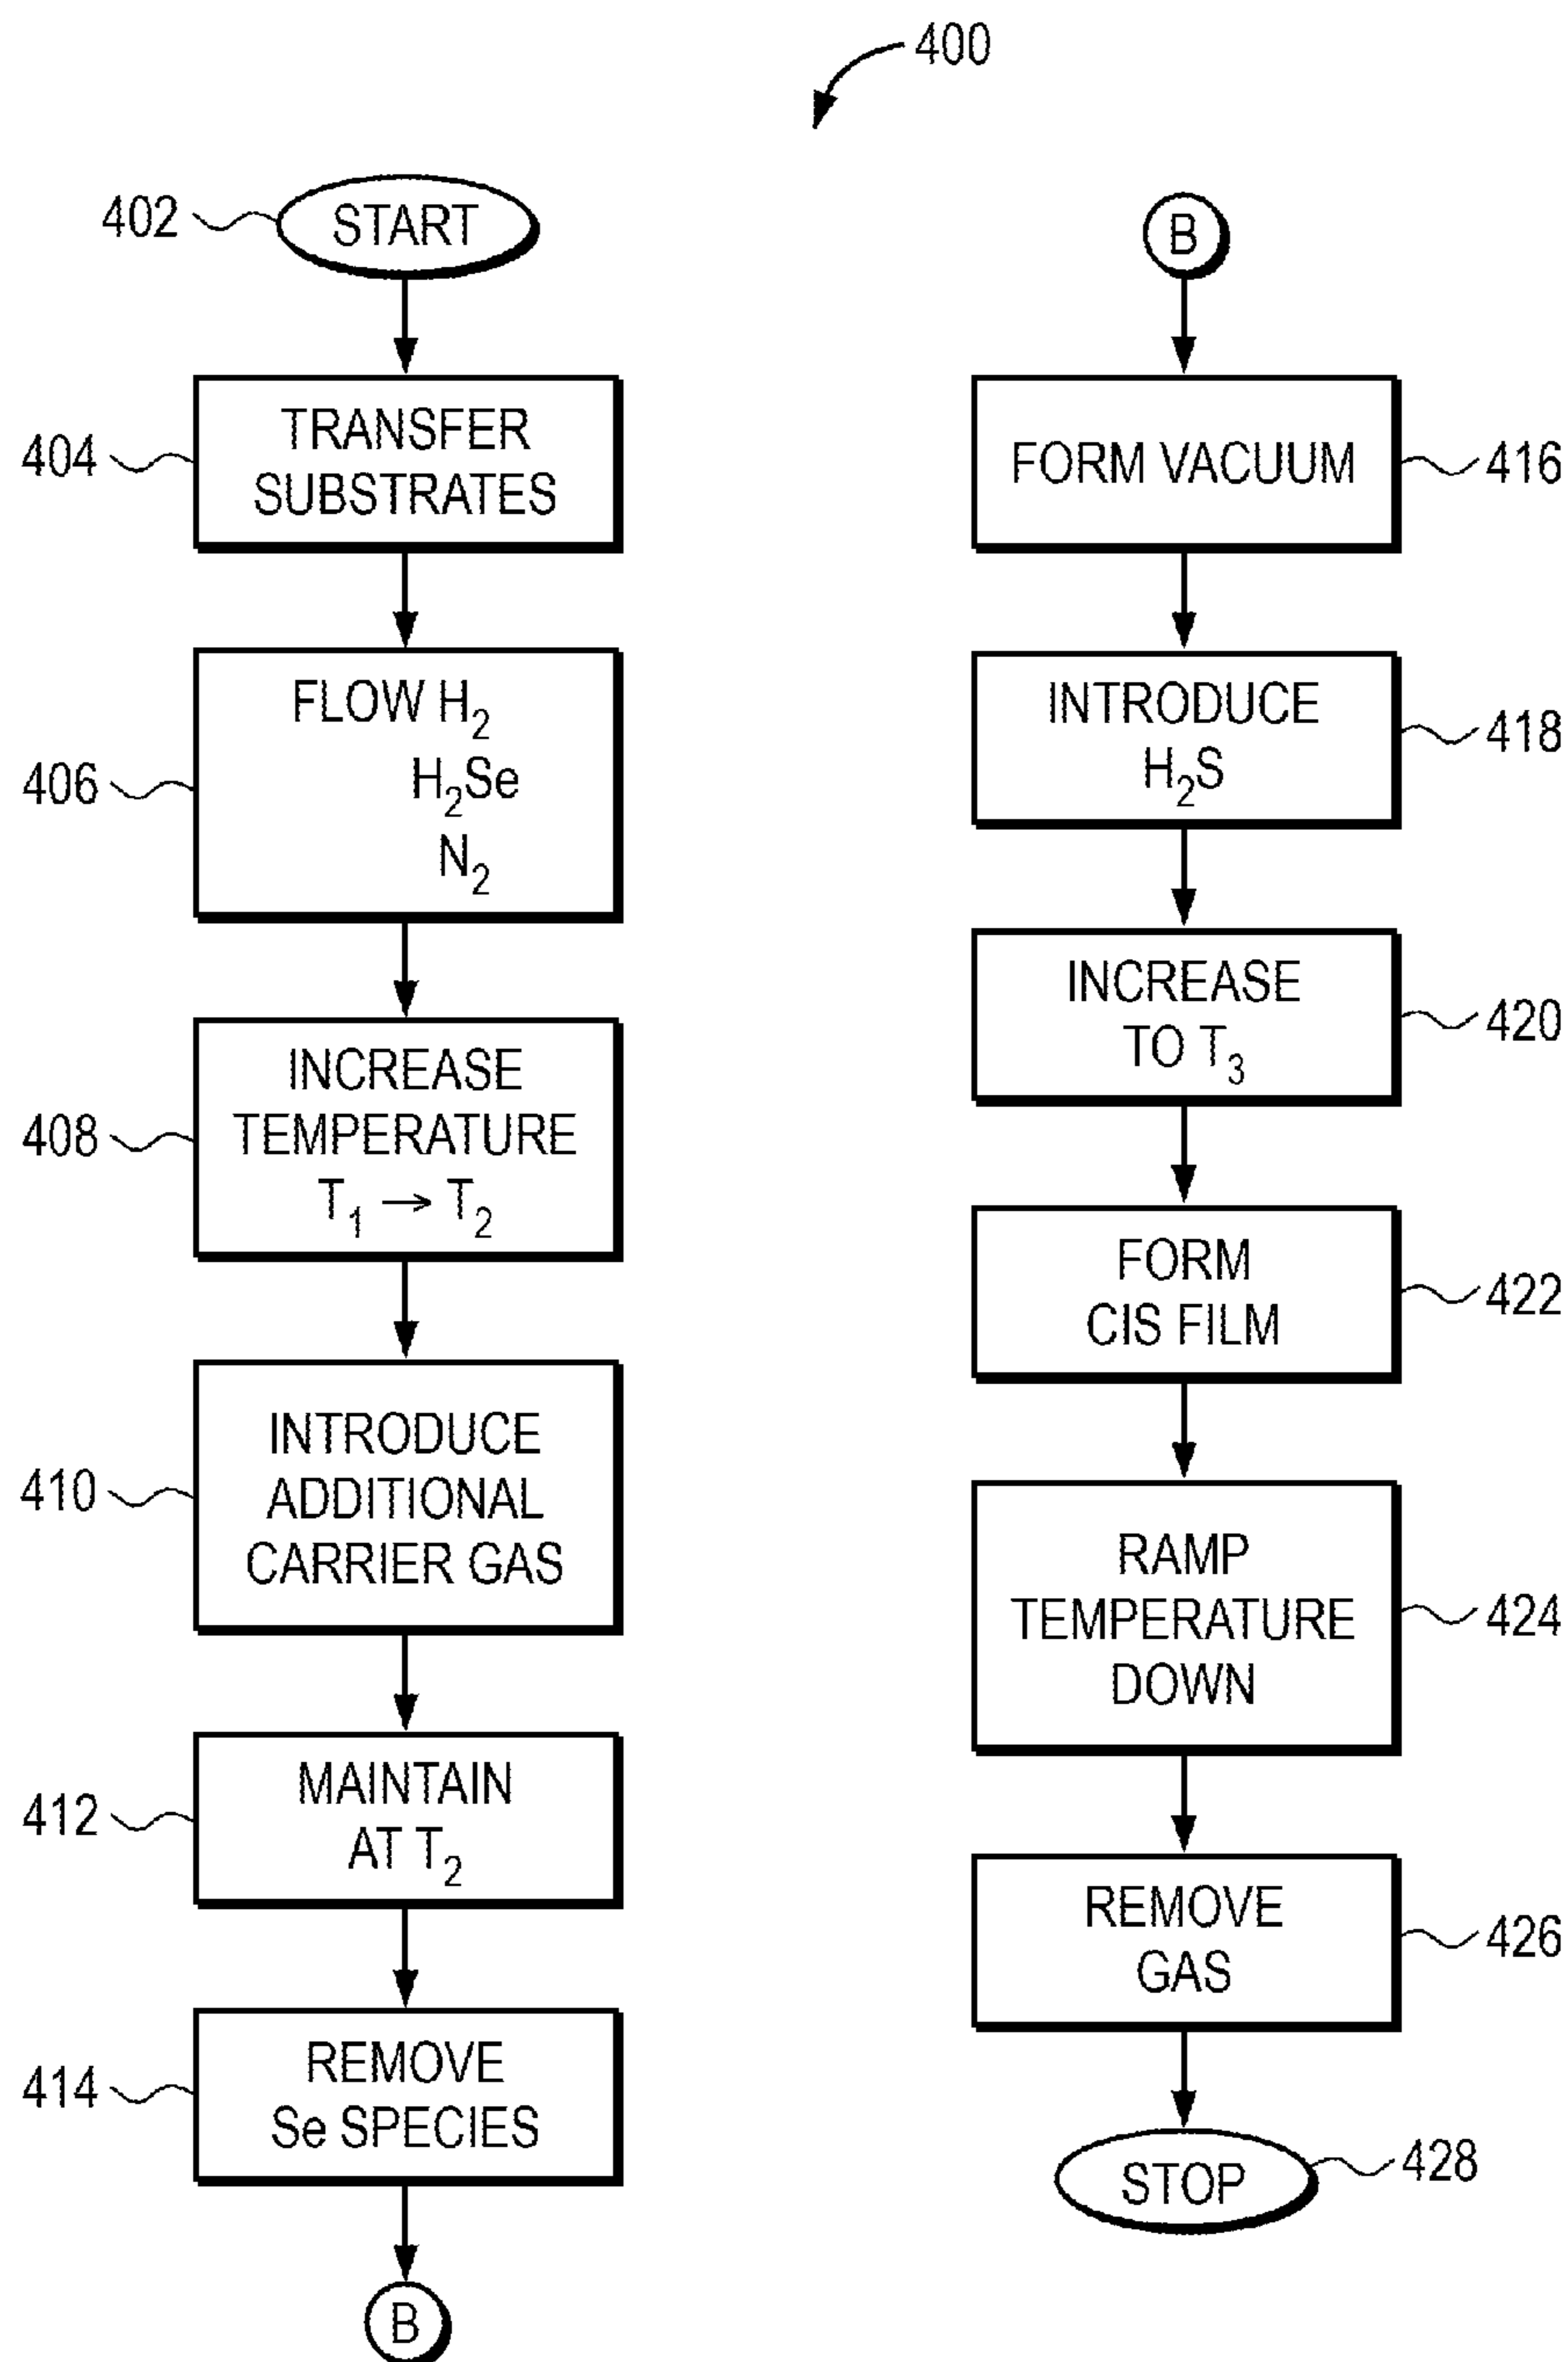 400
402
START
404
TRANSFER
SUBSTRATES
406
FLOW H₂
H₂Se
N₂
408
INCREASE
TEMPERATURE
T₁ → T₂
410
INTRODUCE
ADDITIONAL
CARRIER GAS
412
MAINTAIN
AT T₂
414
REMOVE
Se SPECIES
B
B
FORM VACUUM
416
INTRODUCE
H₂S
418
INCREASE
TO T₃
420
FORM
CIS FILM
422
RAMP
TEMPERATURE
DOWN
424
REMOVE
GAS
426
STOP
428